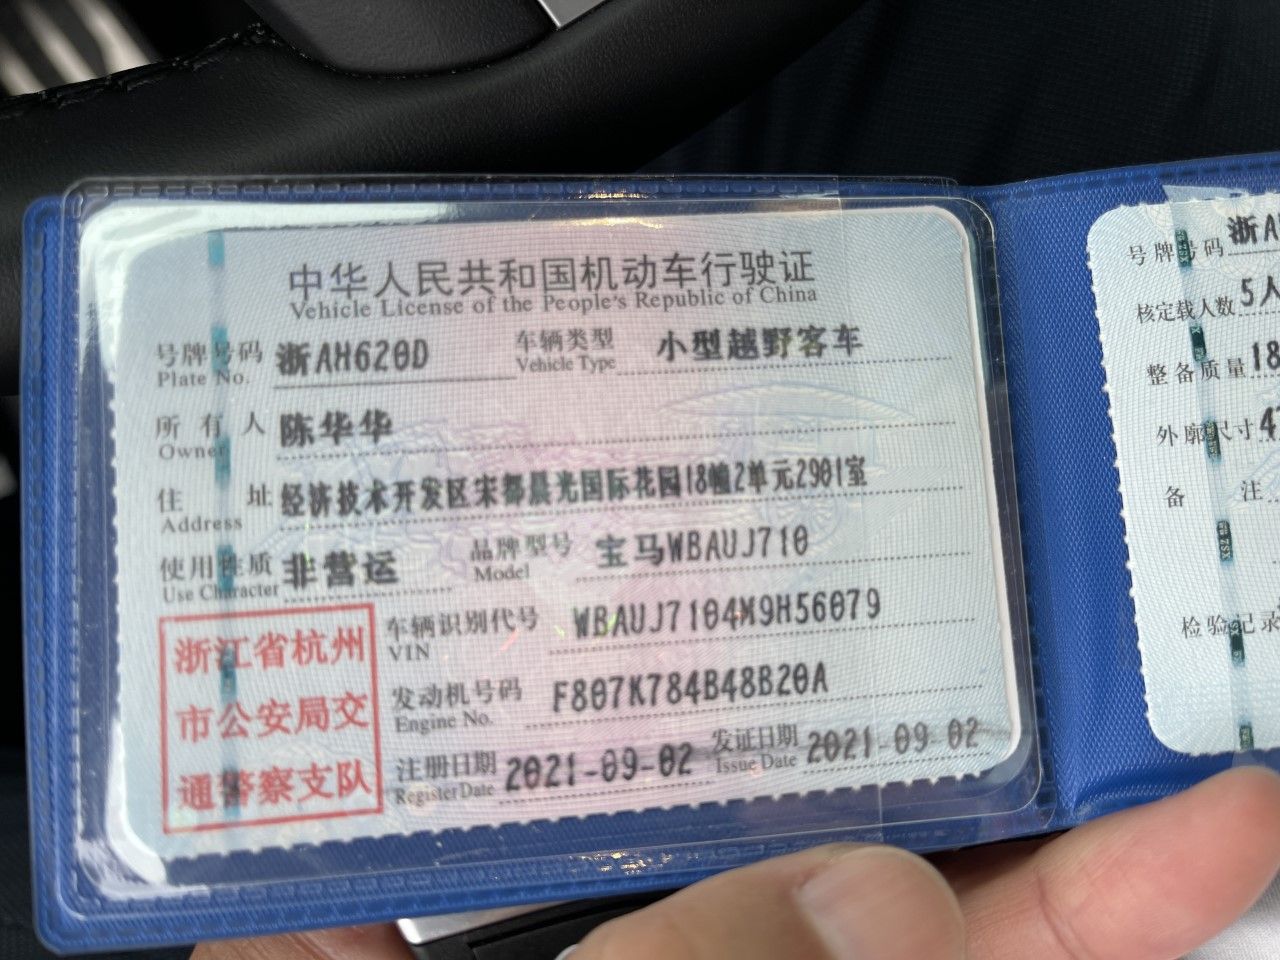 中华人民共和国机动车行驶证
Vehicle License of the People's Republic of China
号牌号码 浙AH620D 车辆类型 小型越野客车
Plate No. Vehicle Type
所有人 陈华华
Owner
住址 经济技术开发区宋都晨光国际花园18幢2单元2901室
Address
使用性质 非营运 品牌型号 宝马WBAUJ710
Use Character Model
车辆识别代号 WBAUJ7104M9H56079
VIN
发动机号码 F807K784B48B20A
Engine No.
注册日期 2021-09-02 发证日期 2021-09-02
Register Date Issue Date
浙江省杭州
市公安局交
通警察支队
号牌号码 浙A
核定载人数 5人
整备质量 18
外廓尺寸 4
备注
检验记录